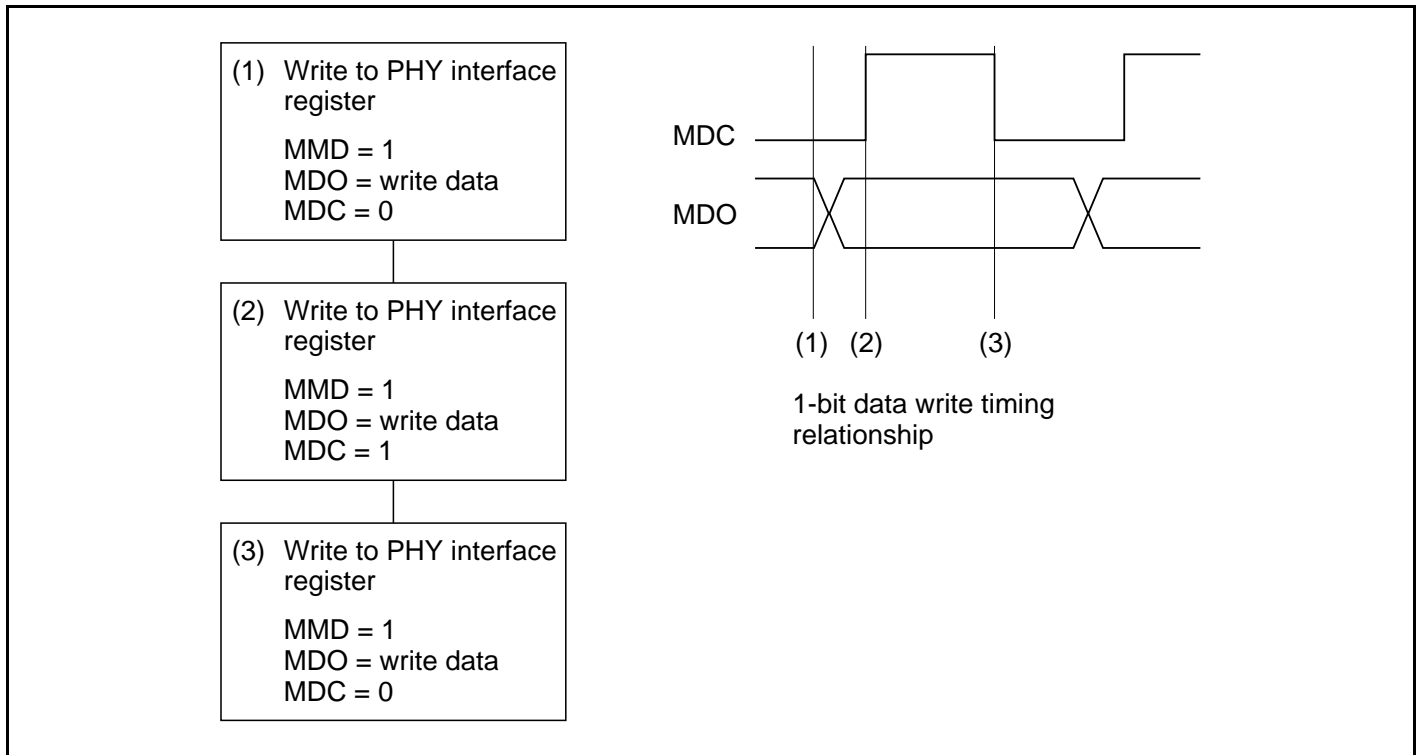 (1) Write to PHY interface
register
MMD = 1
MDO = write data
MDC = 0
(2) Write to PHY interface
register
MMD = 1
MDO = write data
MDC = 1
(3) Write to PHY interface
register
MMD = 1
MDO = write data
MDC = 0
MDC
MDO
(1) (2) (3)
1-bit data write timing
relationship